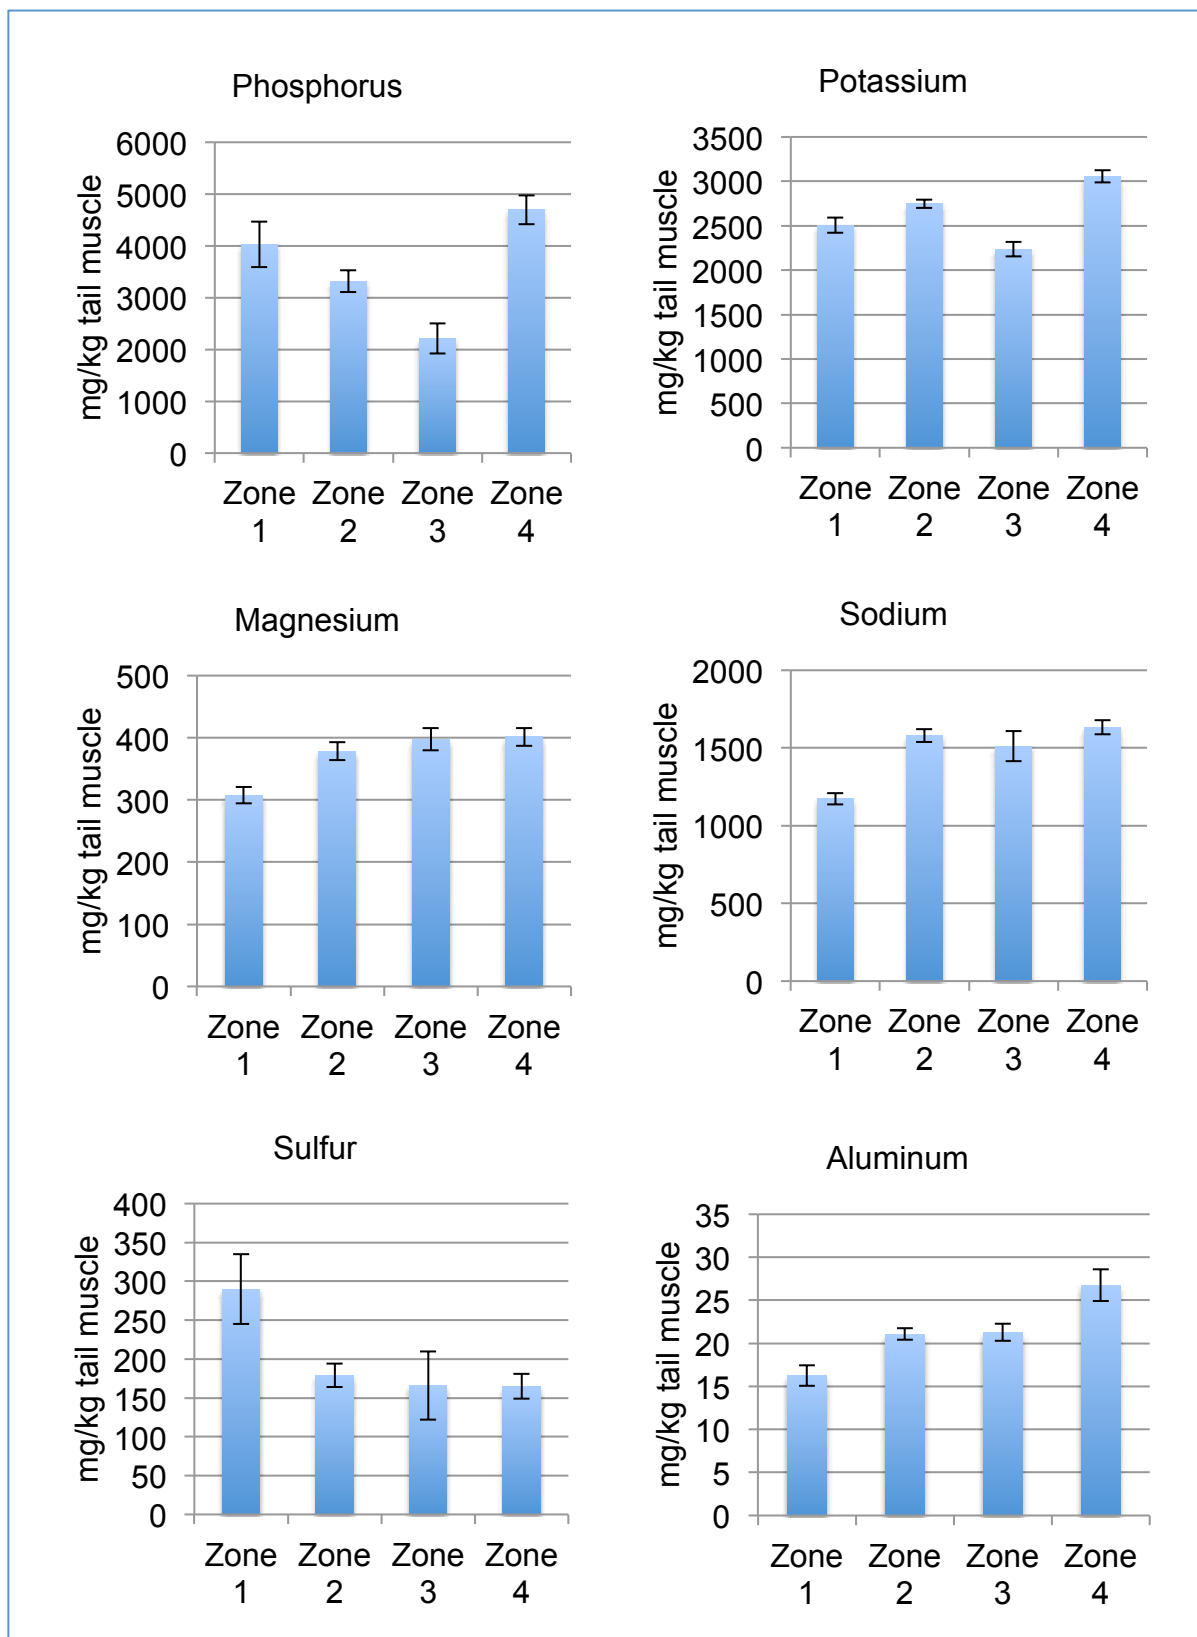 Phosphorus
mg/kg tail muscle
6000
5000
4000
3000
2000
1000
0
Zone 1
Zone 2
Zone 3
Zone 4
Potassium
mg/kg tail muscle
3500
3000
2500
2000
1500
1000
500
0
Zone 1
Zone 2
Zone 3
Zone 4
Magnesium
mg/kg tail muscle
500
400
300
200
100
0
Zone 1
Zone 2
Zone 3
Zone 4
Sodium
mg/kg tail muscle
2000
1500
1000
500
0
Zone 1
Zone 2
Zone 3
Zone 4
Sulfur
mg/kg tail muscle
400
350
300
250
200
150
100
50
0
Zone 1
Zone 2
Zone 3
Zone 4
Aluminum
mg/kg tail muscle
35
30
25
20
15
10
5
0
Zone 1
Zone 2
Zone 3
Zone 4